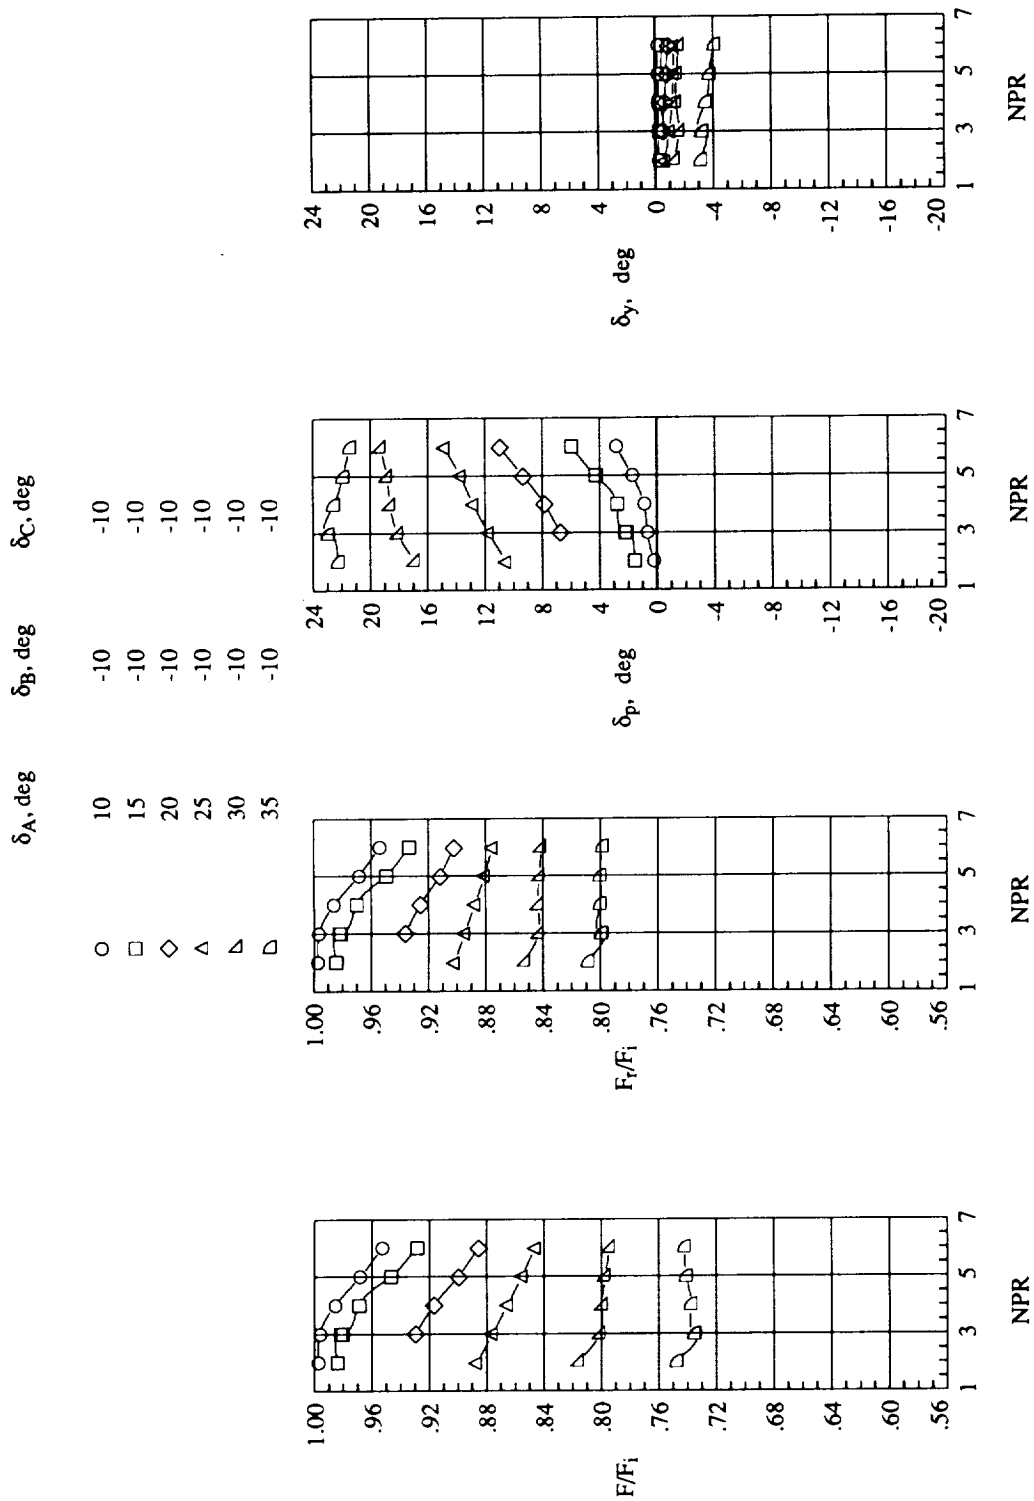 δA, deg δB, deg δC, deg
10 -10 -10
15 -10 -10
20 -10 -10
25 -10 -10
30 -10 -10
35 -10 -10
1.00
.96
.92
.88
.84
.80
.76
.72
.68
.64
.60
.56
F/Fi
1 3 5 7
NPR
1.00
.96
.92
.88
.84
.80
.76
.72
.68
.64
.60
.56
Fr/Fi
1 3 5 7
NPR
24
20
16
12
8
4
0
-4
-8
-12
-16
-20
δp, deg
1 3 5 7
NPR
24
20
16
12
8
4
0
-4
-8
-12
-16
-20
δy, deg
1 3 5 7
NPR